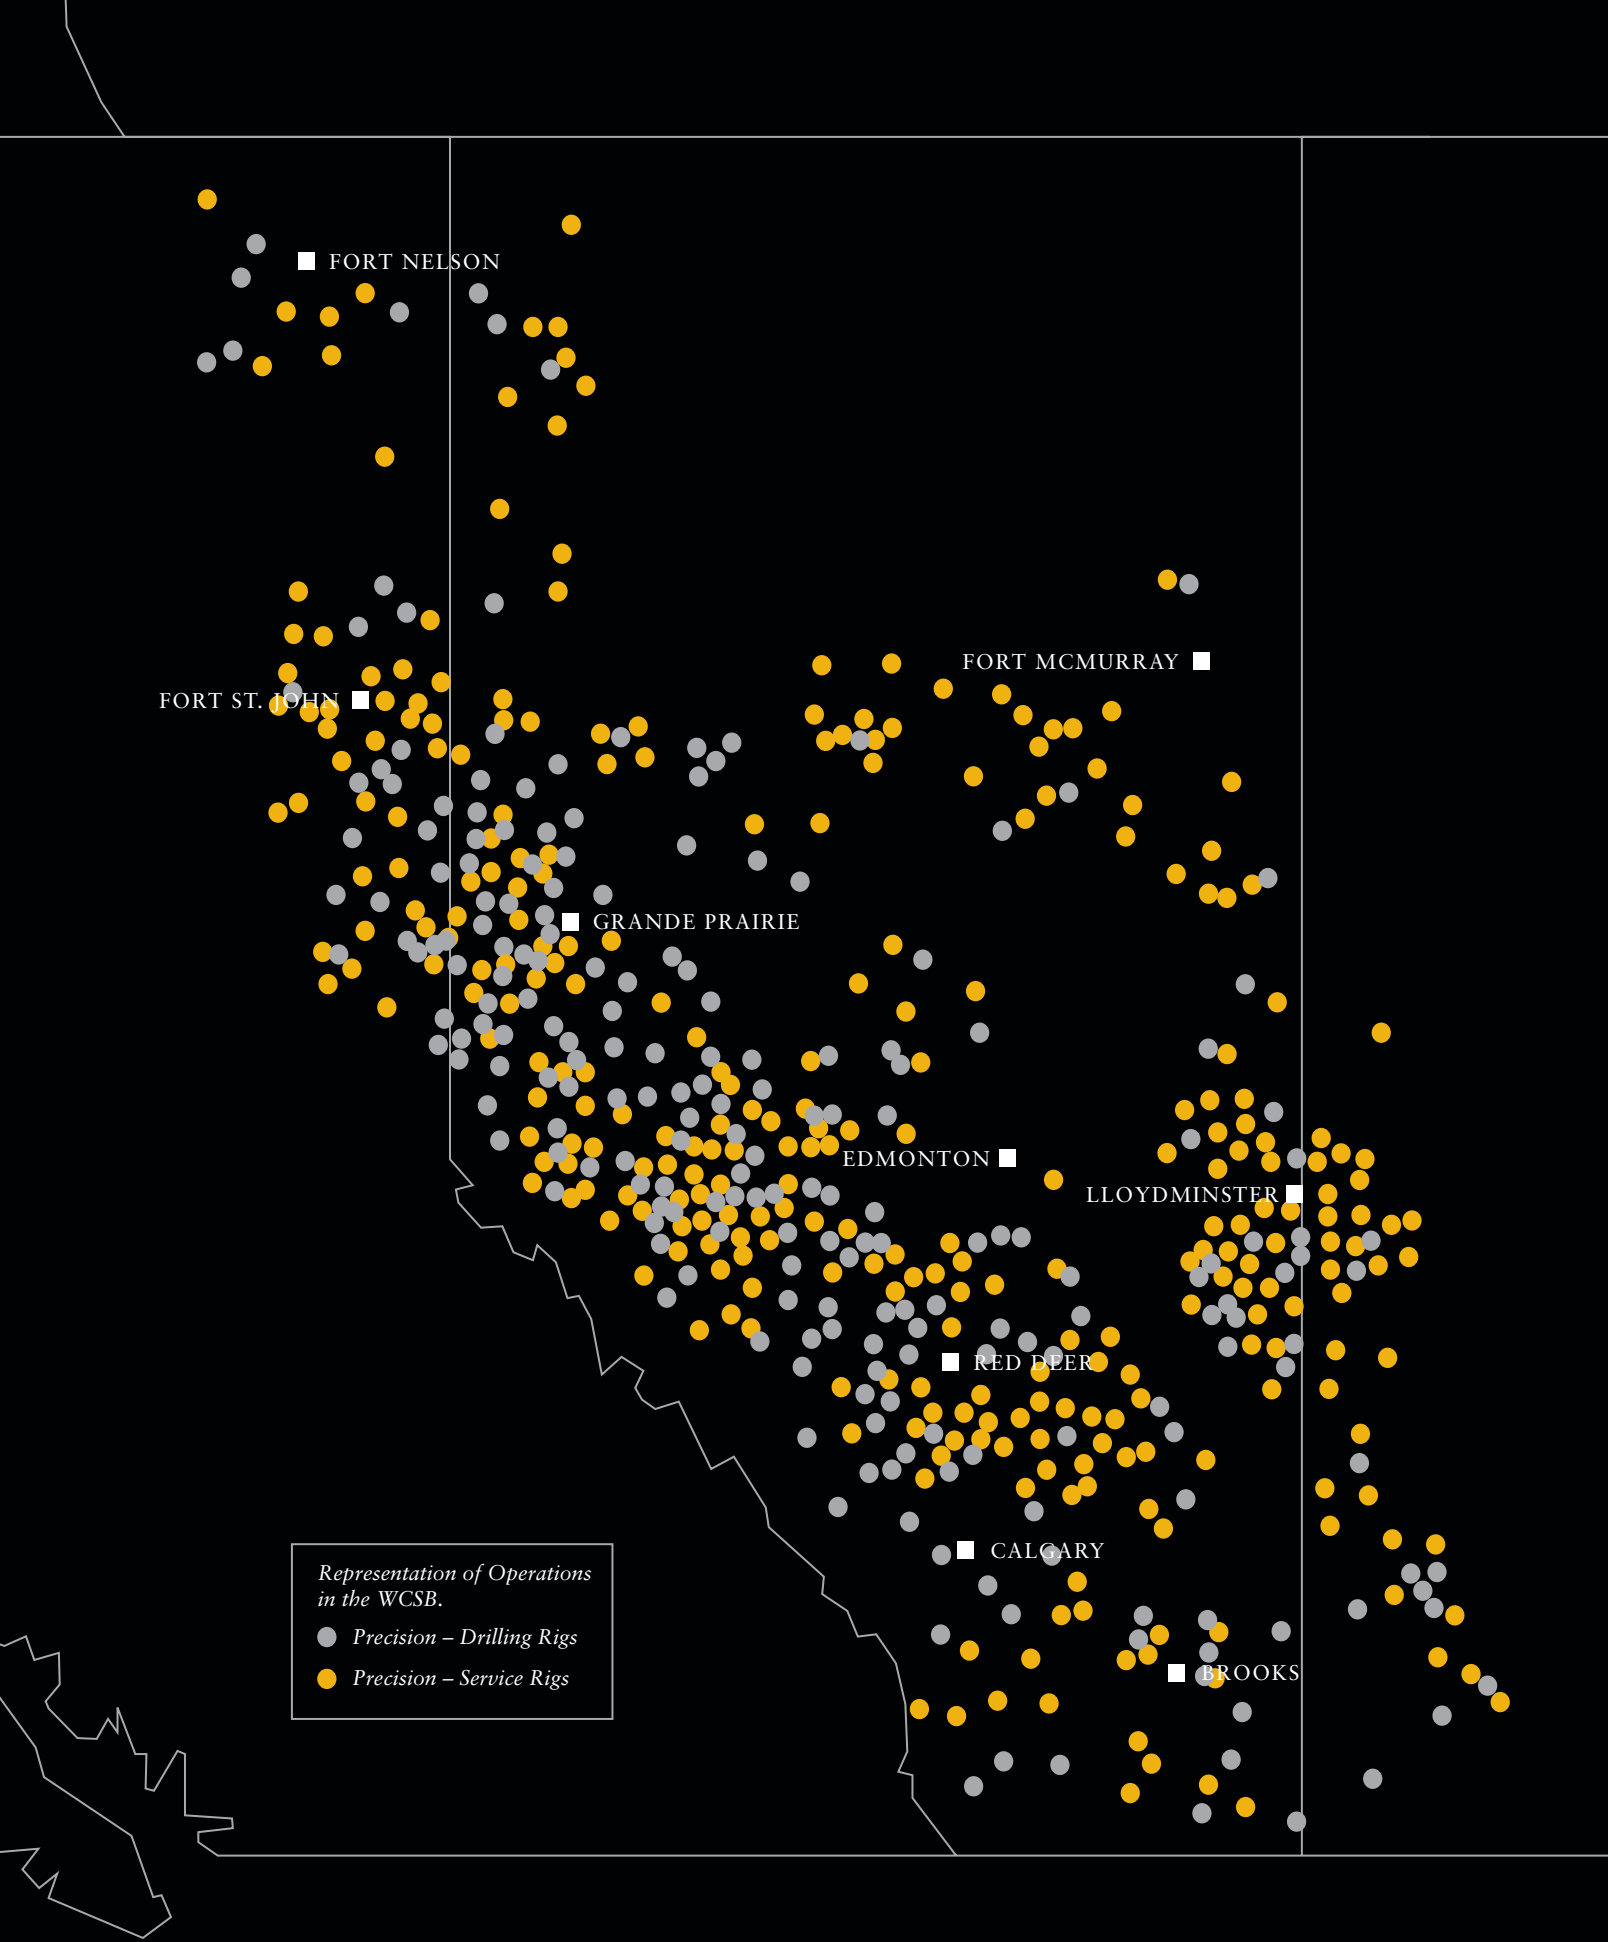 FORT NELSON
FORT MCMURRAY
FORT ST. JOHN
GRANDE PRAIRIE
EDMONTON
LLOYDMINSTER
RED DEER
CALGARY
Representation of Operations
in the WCSB.
Precision – Drilling Rigs
Precision – Service Rigs
BROOKS